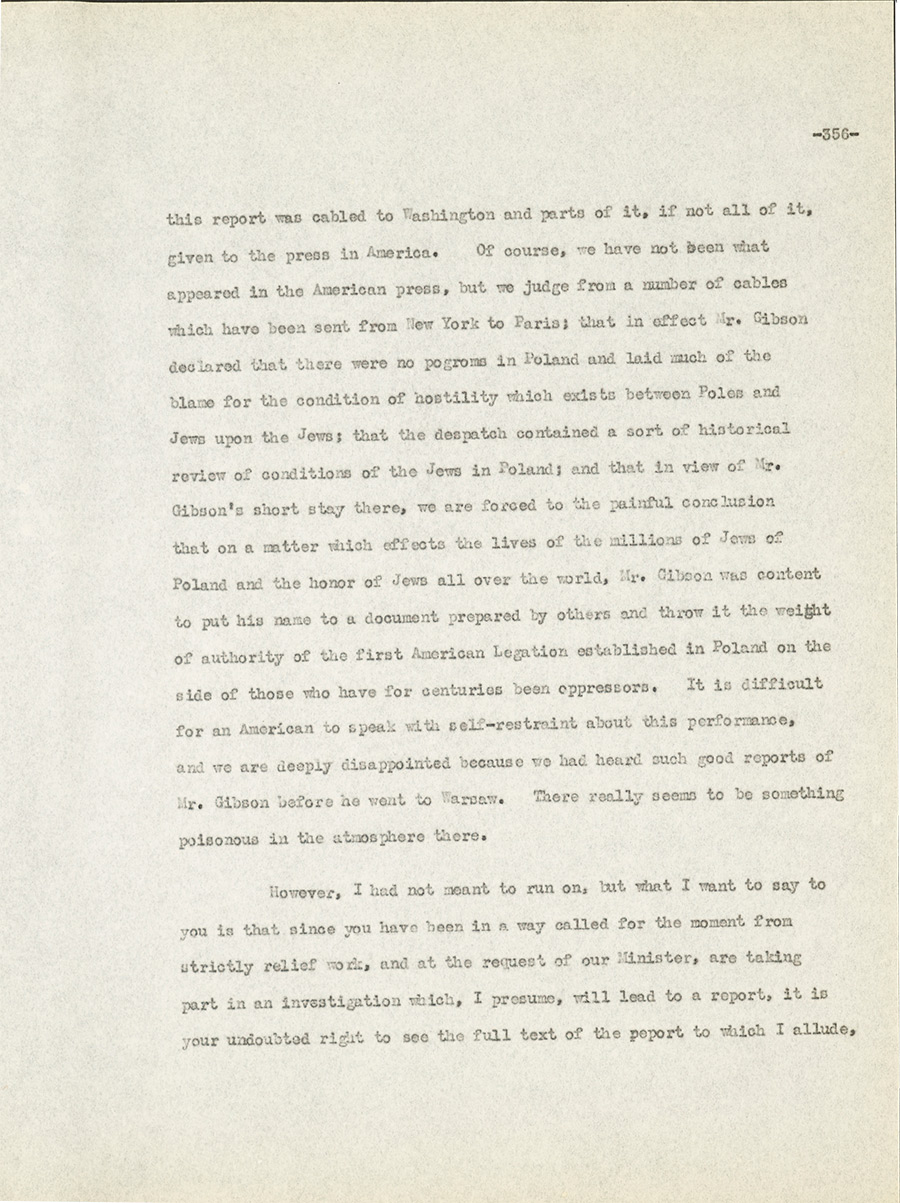 -356-
this report was cabled to Washington and parts of it, if not all of it,
given to the press in America. Of course, we have not been what
appeared in the American press, but we judge from a number of cables
which have been sent from New York to Paris; that in effect Mr. Gibson
declared that there were no pogroms in Poland and laid much of the
blame for the condition of hostility which exists between Poles and
Jews upon the Jews; that the despatch contained a sort of historical
review of conditions of the Jews in Poland; and that in view of Mr.
Gibson's short stay there, we are forced to the painful conclusion
that on a matter which effects the lives of the millions of Jews of
Poland and the honor of Jews all over the world, Mr. Gibson was content
to put his name to a document prepared by others and throw it the weight
of authority of the first American Legation established in Poland on the
side of those who have for centuries been oppressors. It is difficult
for an American to speak with self-restraint about this performance,
and we are deeply disappointed because we had heard such good reports of
Mr. Gibson before he went to Warsaw. There really seems to be something
poisonous in the atmosphere there.
However, I had not meant to run on, but what I want to say to
you is that since you have been in a way called for the moment from
strictly relief work, and at the request of our Minister, are taking
part in an investigation which, I presume, will lead to a report, it is
your undoubted right to see the full text of the peport to which I allude,